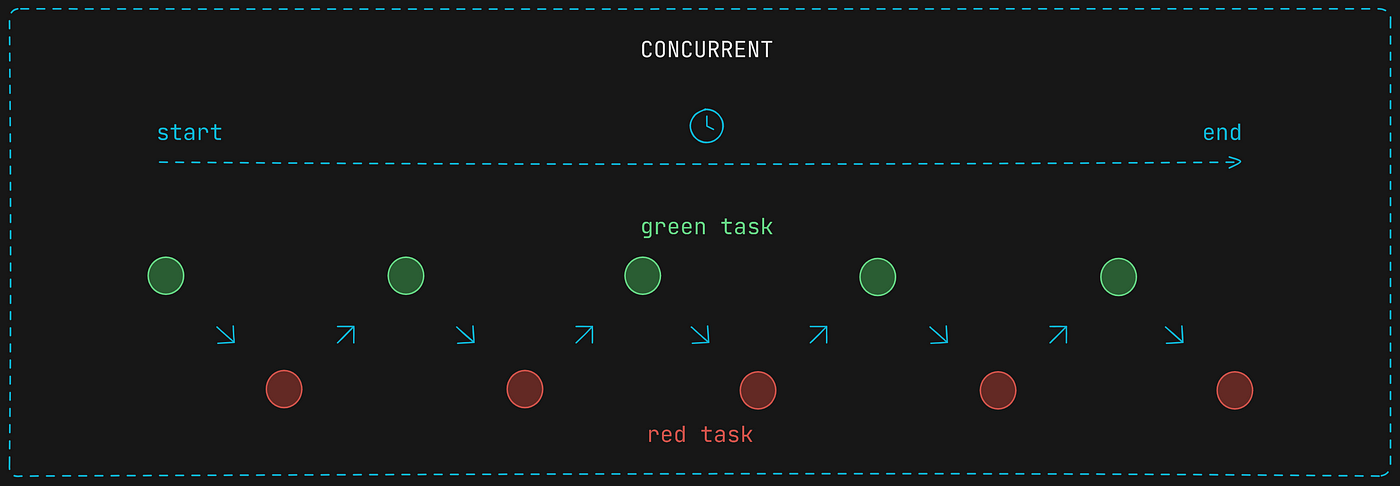 CONCURRENT
start
end
green task
red task